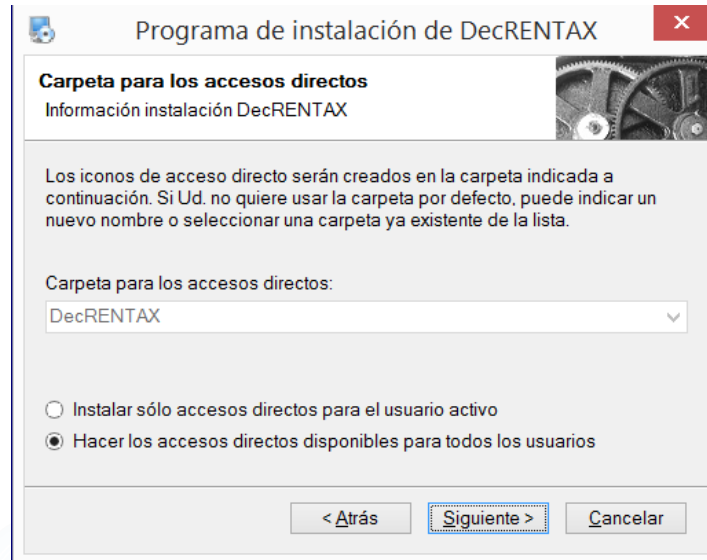 Programa de instalación de DecRENTAX
Carpeta para los accesos directos
Información instalación DecRENTAX
Los iconos de acceso directo serán creados en la carpeta indicada a
continuación. Si Ud. no quiere usar la carpeta por defecto, puede indicar un
nuevo nombre o seleccionar una carpeta ya existente de la lista.
Carpeta para los accesos directos:
DecRENTAX
Instalar sólo accesos directos para el usuario activo
Hacer los accesos directos disponibles para todos los usuarios
< Atrás Siguiente > Cancelar